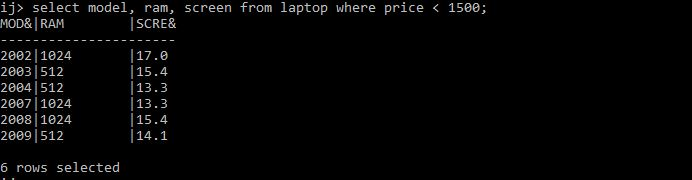 ij> select model, ram, screen from laptop where price < 1500;
MOD&|RAM        |SCRE&
----------------------
2002|1024       |17.0
2003|512        |15.4
2004|512        |13.3
2007|1024       |13.3
2008|1024       |15.4
2009|512        |14.1

6 rows selected